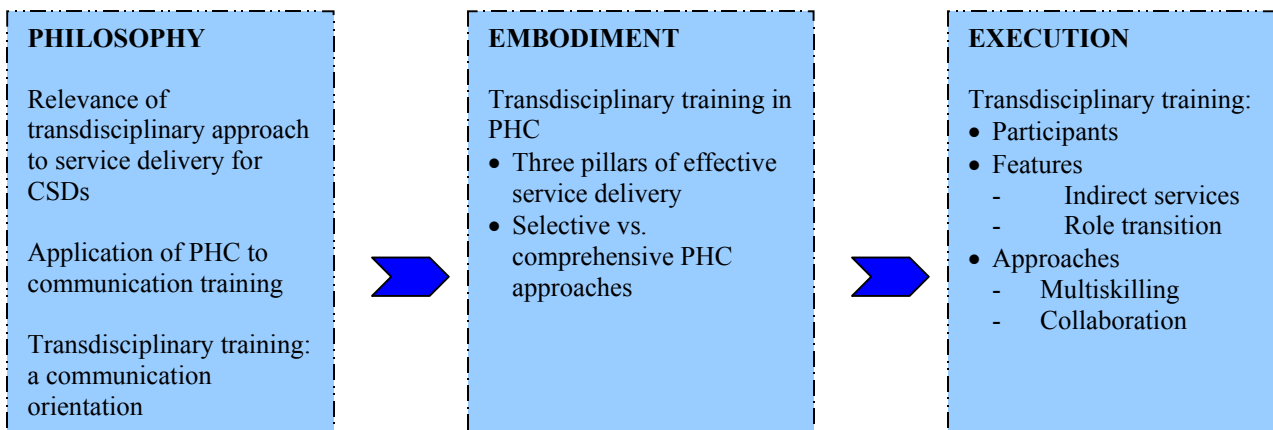 PHILOSOPHY
Relevance of
transdisciplinary approach
to service delivery for
CSDs
Application of PHC to
communication training
Transdisciplinary training:
a communication
orientation
EMBODIMENT
Transdisciplinary training in
PHC
• Three pillars of effective
service delivery
• Selective vs.
comprehensive PHC
approaches
EXECUTION
Transdisciplinary training:
• Participants
• Features
- Indirect services
- Role transition
• Approaches
- Multiskilling
- Collaboration